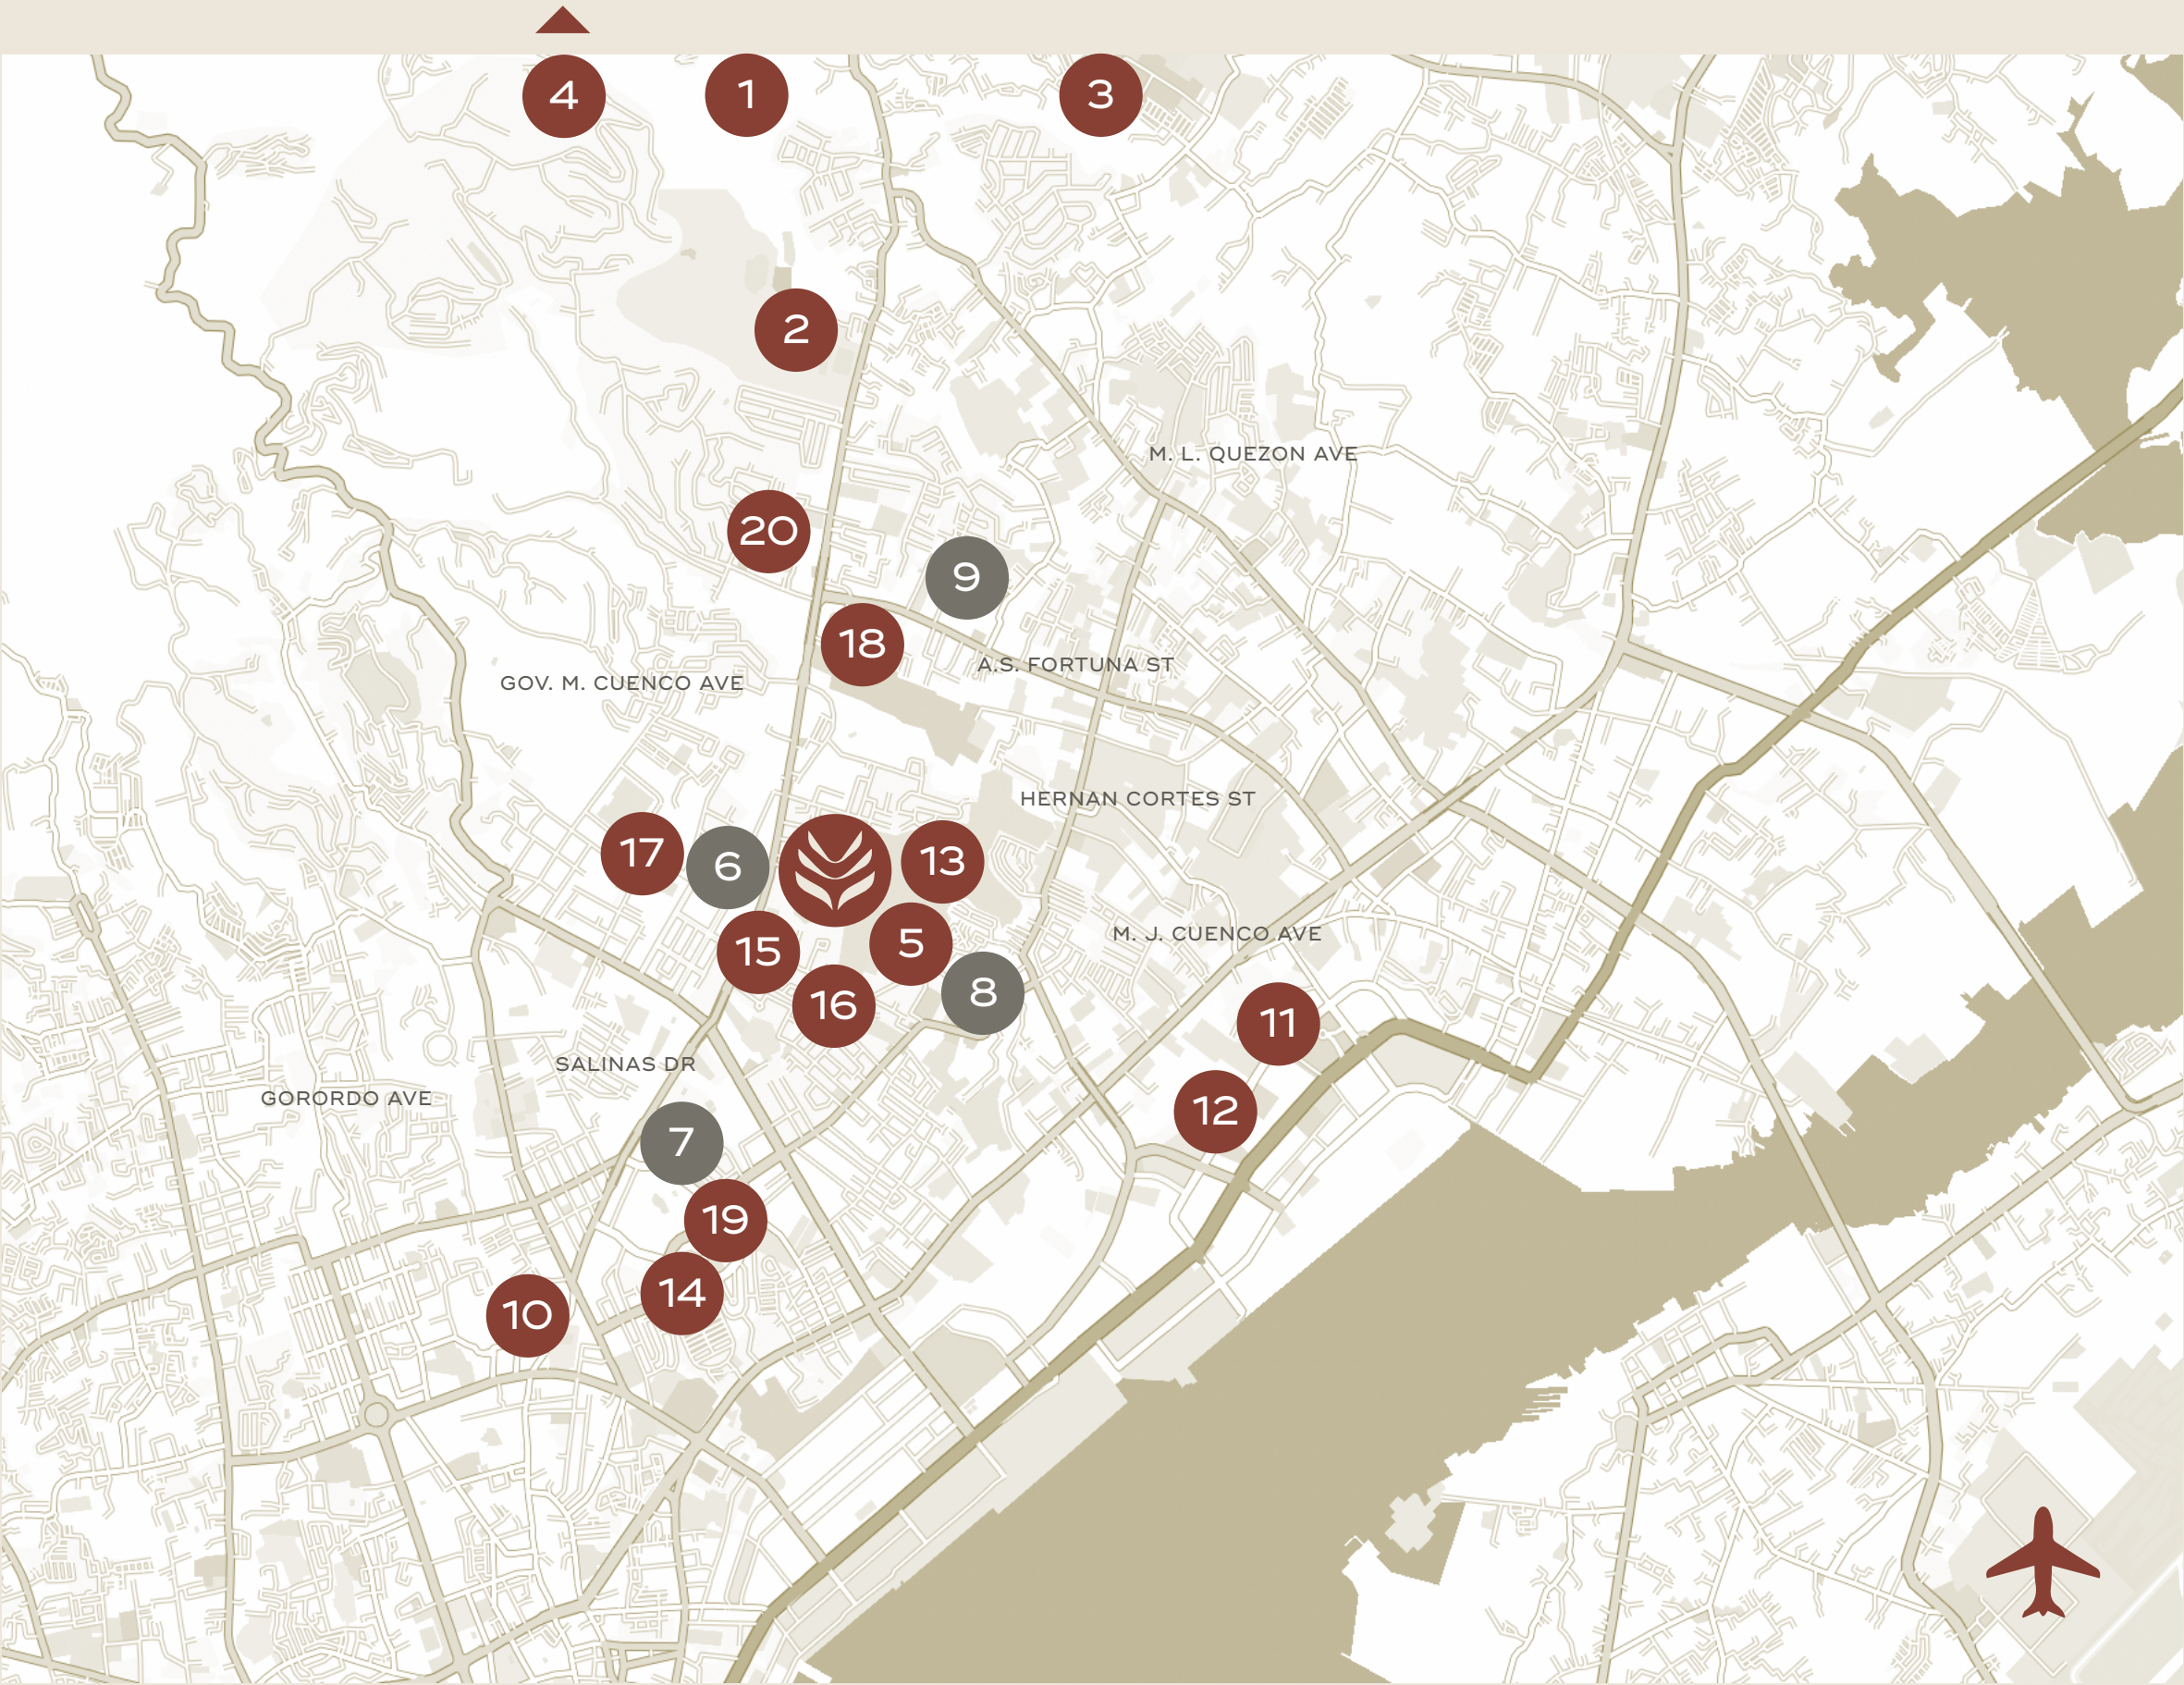 4
1
3
2
M. L. QUEZON AVE
20
9
18
A.S. FORTUNA ST
GOV. M. CUENCO AVE
HERNAN CORTES ST
17
6
13
M. J. CUENCO AVE
15
5
16
8
11
SALINAS DR
GORORDO AVE
12
7
19
14
10